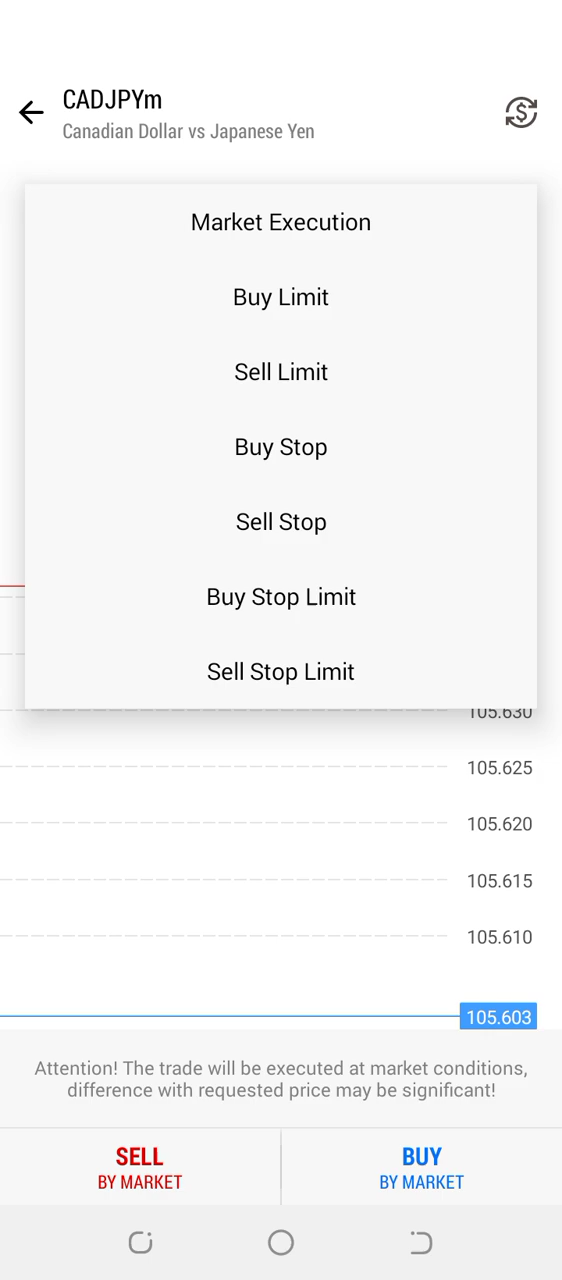 CADJPYm
Canadian Dollar vs Japanese Yen
Market Execution
Buy Limit
Sell Limit
Buy Stop
Sell Stop
Buy Stop Limit
Sell Stop Limit
105.630
105.625
105.620
105.615
105.610
105.603
Attention! The trade will be executed at market conditions,
difference with requested price may be significant!
SELL
BY MARKET
BUY
BY MARKET